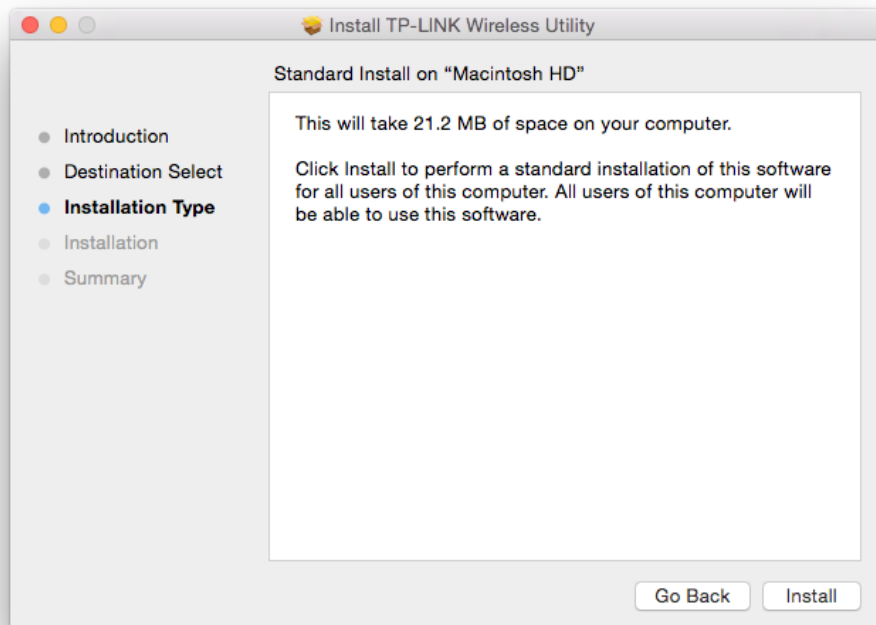 Install TP-LINK Wireless Utility
Standard Install on “Macintosh HD”
Introduction
Destination Select
Installation Type
Installation
Summary
This will take 21.2 MB of space on your computer.
Click Install to perform a standard installation of this software
for all users of this computer. All users of this computer will
be able to use this software.
Go Back
Install